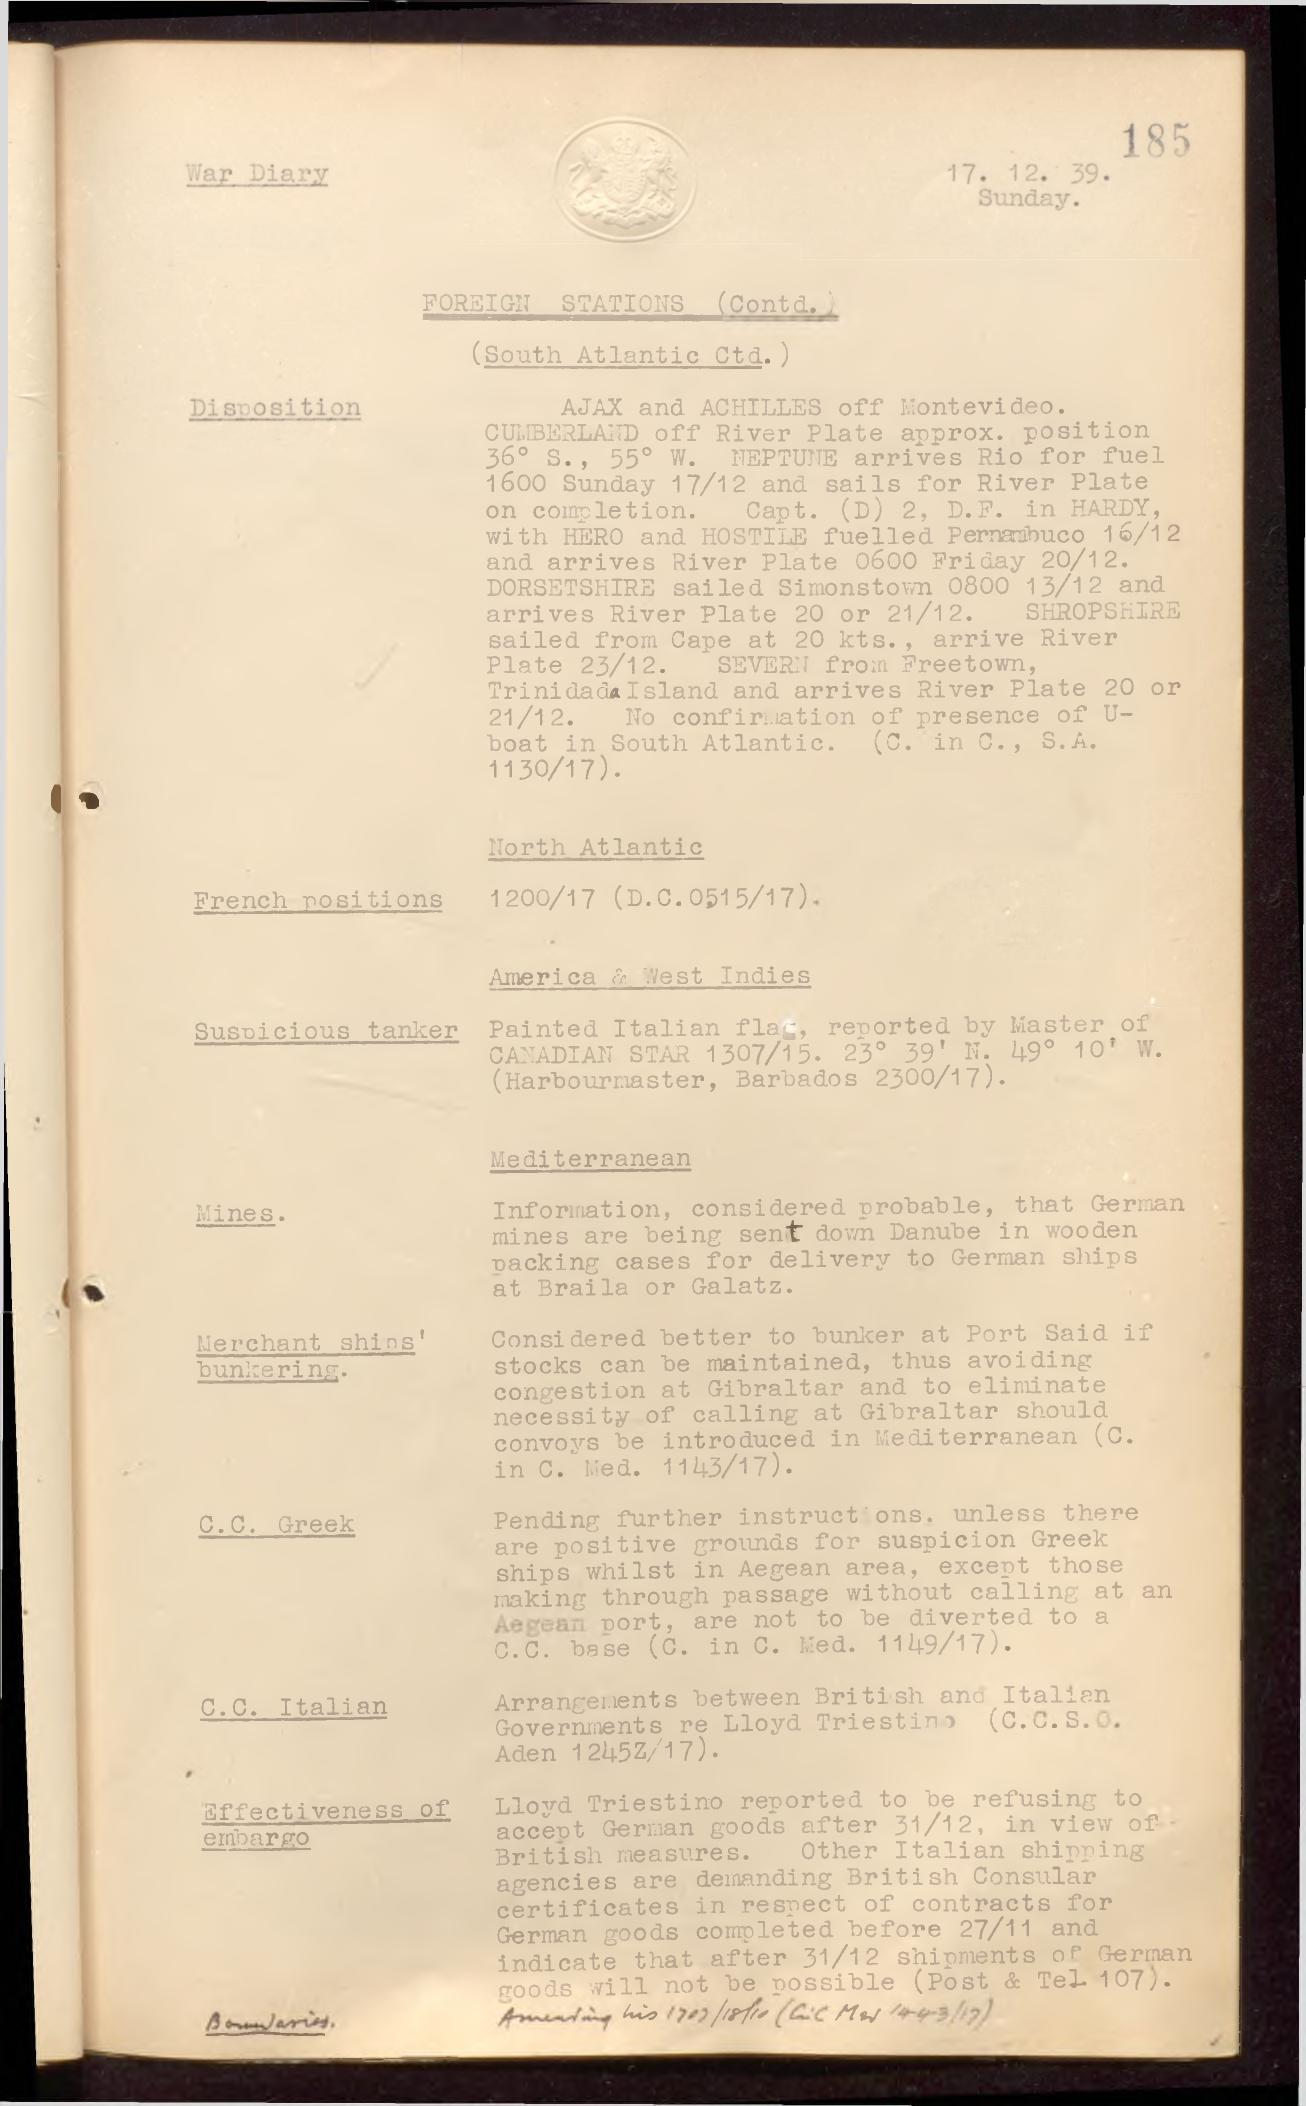 185
War Diary
17. 12. 39.
Sunday.
FOREIGN STATIONS (Contd.)
(South Atlantic Ctd.)
Disposition
AJAX and ACHILLES off Montevideo.
CUMBERLAND off River Plate approx. position
36° S., 55° W. NEPTUNE arrives Rio for fuel
1600 Sunday 17/12 and sails for River Plate
on completion. Capt. (D) 2, D.F. in HARDY,
with HERO and HOSTILE fuelled Pernambuco 16/12
and arrives River Plate 0600 Friday 20/12.
DORSETSHIRE sailed Simonstown 0800 13/12 and
arrives River Plate 20 or 21/12. SHROPSHIRE
sailed from Cape at 20 kts., arrive River
Plate 23/12. SEVERN from Freetown,
Trinidada Island and arrives River Plate 20 or
21/12. No confirmation of presence of U-
boat in South Atlantic. (C. in C., S.A.
1130/17).
North Atlantic
French positions 1200/17 (D.C.0515/17).
America & West Indies
Suspicious tanker Painted Italian flag, reported by Master of
CANADIAN STAR 1307/15. 23° 39' N. 49° 10' W.
(Harbourmaster, Barbados 2300/17).
Mediterranean
Mines. Information, considered probable, that German
mines are being sent down Danube in wooden
packing cases for delivery to German ships
at Braila or Galatz.
Merchant ships'
bunkering.
Considered better to bunker at Port Said if
stocks can be maintained, thus avoiding
congestion at Gibraltar and to eliminate
necessity of calling at Gibraltar should
convoys be introduced in Mediterranean (C.
in C. Med. 1143/17).
C.C. Greek
Pending further instructions. unless there
are positive grounds for suspicion Greek
ships whilst in Aegean area, except those
making through passage without calling at an
Aegean port, are not to be diverted to a
C.C. base (C. in C. Med. 1149/17).
C.C. Italian
Arrangements between British and Italian
Governments re Lloyd Triestino (C.C.S.O.
Aden 1245Z/17).
Effectiveness of
embargo
Lloyd Triestino reported to be refusing to
accept German goods after 31/12, in view of
British measures. Other Italian shipping
agencies are demanding British Consular
certificates in respect of contracts for
German goods completed before 27/11 and
indicate that after 31/12 shipments of German
goods will not be possible (Post & Tel 107).
Boundaries. Amending his 1707/18/10 (CinC Med 1443/17)